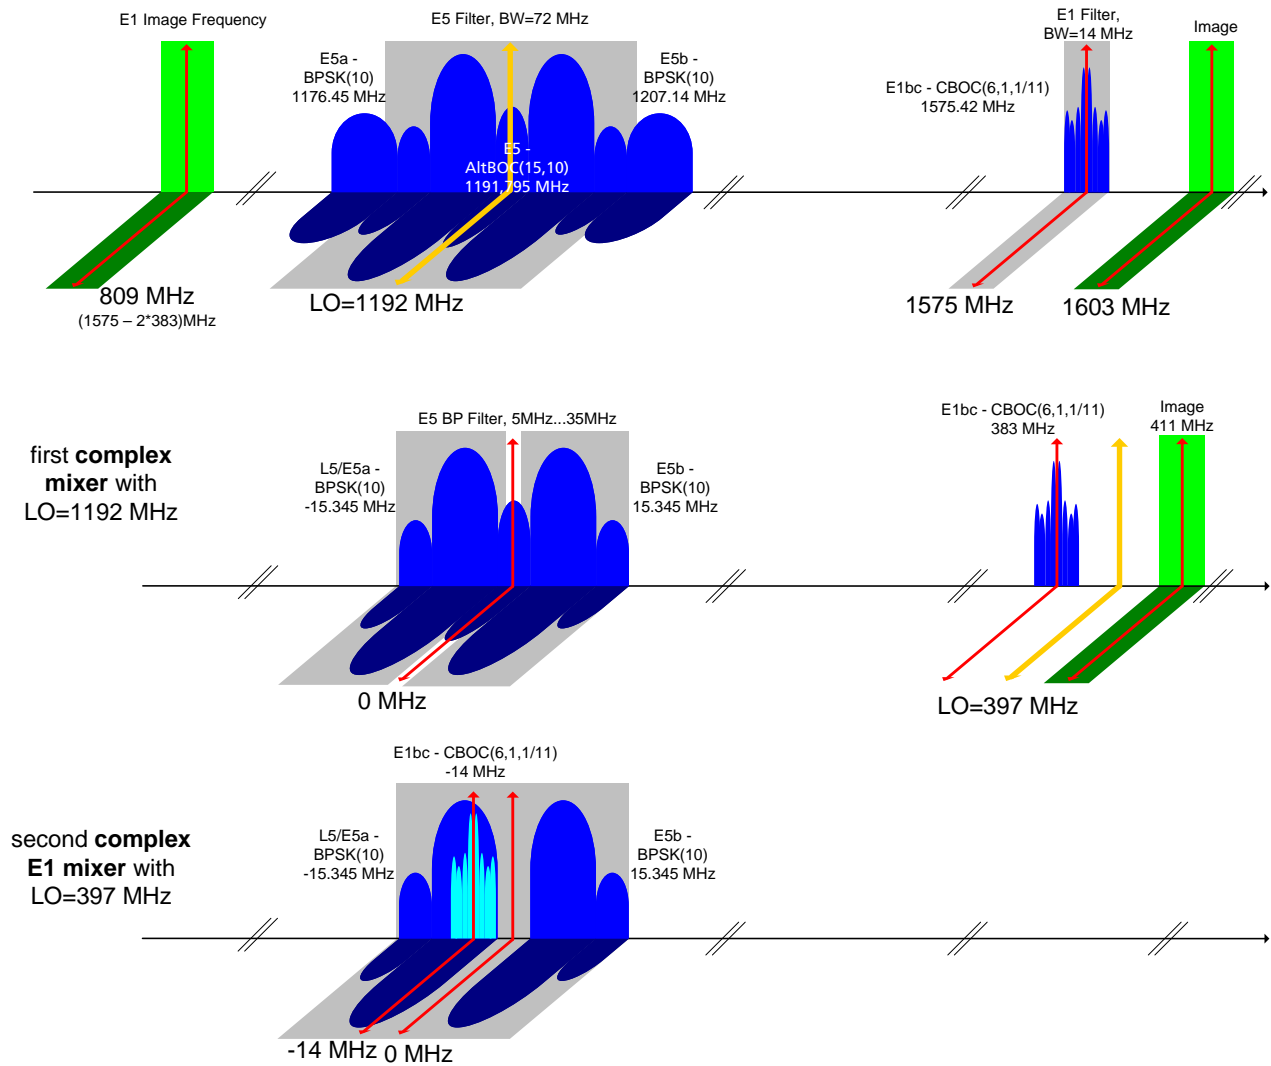 E1 Image Frequency
E5 Filter, BW=72 MHz
E1 Filter,
BW=14 MHz
Image
E5a -
BPSK(10)
1176.45 MHz
E5b -
BPSK(10)
1207.14 MHz
E1bc - CBOC(6,1,1/11)
1575.42 MHz
E5 -
AltBOC(15,10)
1191,795 MHz
809 MHz
(1575 – 2*383)MHz
LO=1192 MHz
1575 MHz
1603 MHz
first complex
mixer with
LO=1192 MHz
E5 BP Filter, 5MHz...35MHz
L5/E5a -
BPSK(10)
-15.345 MHz
E5b -
BPSK(10)
15.345 MHz
E1bc - CBOC(6,1,1/11)
383 MHz
Image
411 MHz
0 MHz
LO=397 MHz
second complex
E1 mixer with
LO=397 MHz
E1bc - CBOC(6,1,1/11)
-14 MHz
L5/E5a -
BPSK(10)
-15.345 MHz
E5b -
BPSK(10)
15.345 MHz
-14 MHz
0 MHz